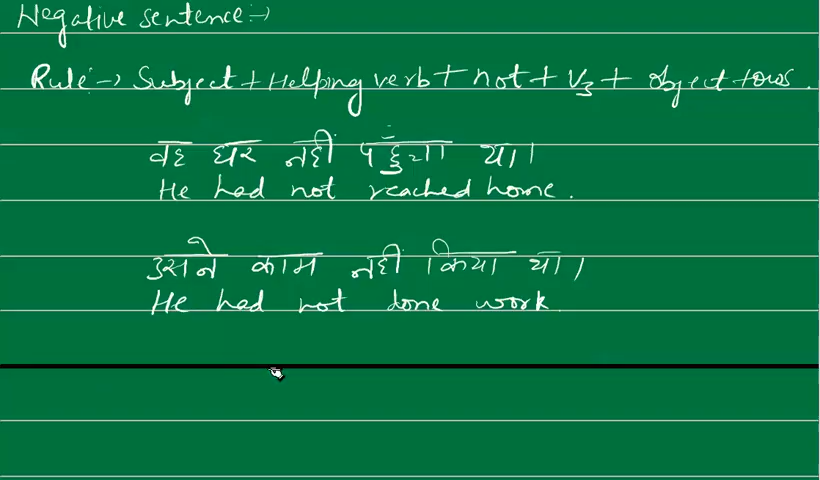 Negative sentence:→
Rule:→ Subject + Helping verb + not + V3 + object + ows.
वह घर नहीं पहुँचा था।
He had not reached home.
उसने काम नहीं किया था।
He had not done work.